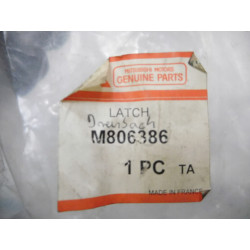 GENUINE PARTS
LATCH
M806386
1 PC TA
MADE IN FRANCE